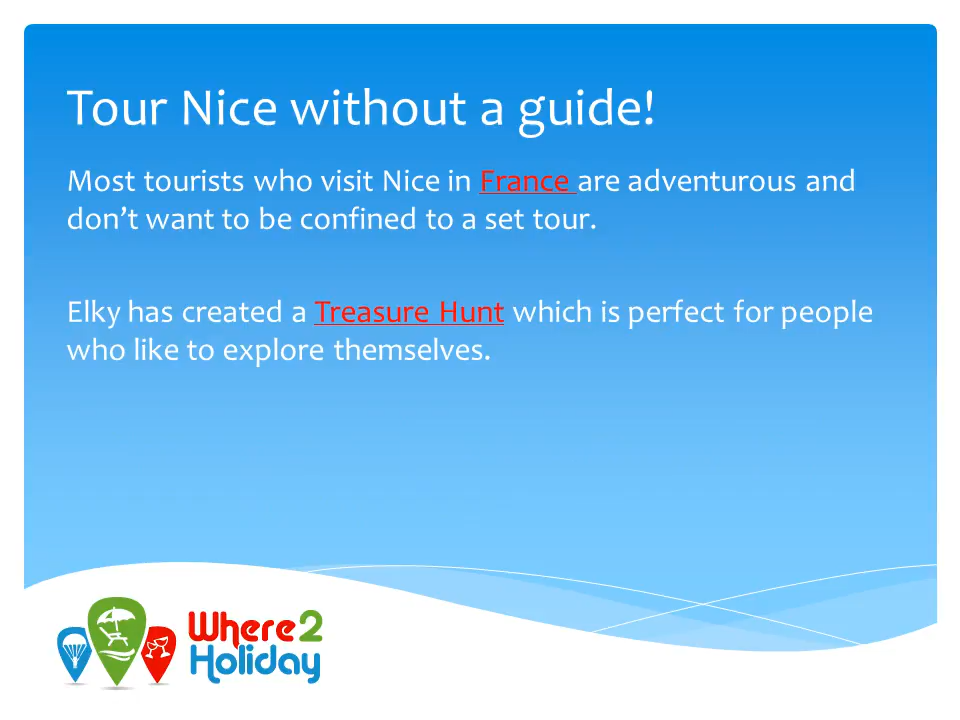 Tour Nice without a guide!
Most tourists who visit Nice in France are adventurous and
don’t want to be confined to a set tour.
Elky has created a Treasure Hunt which is perfect for people
who like to explore themselves.
Where2
Holiday